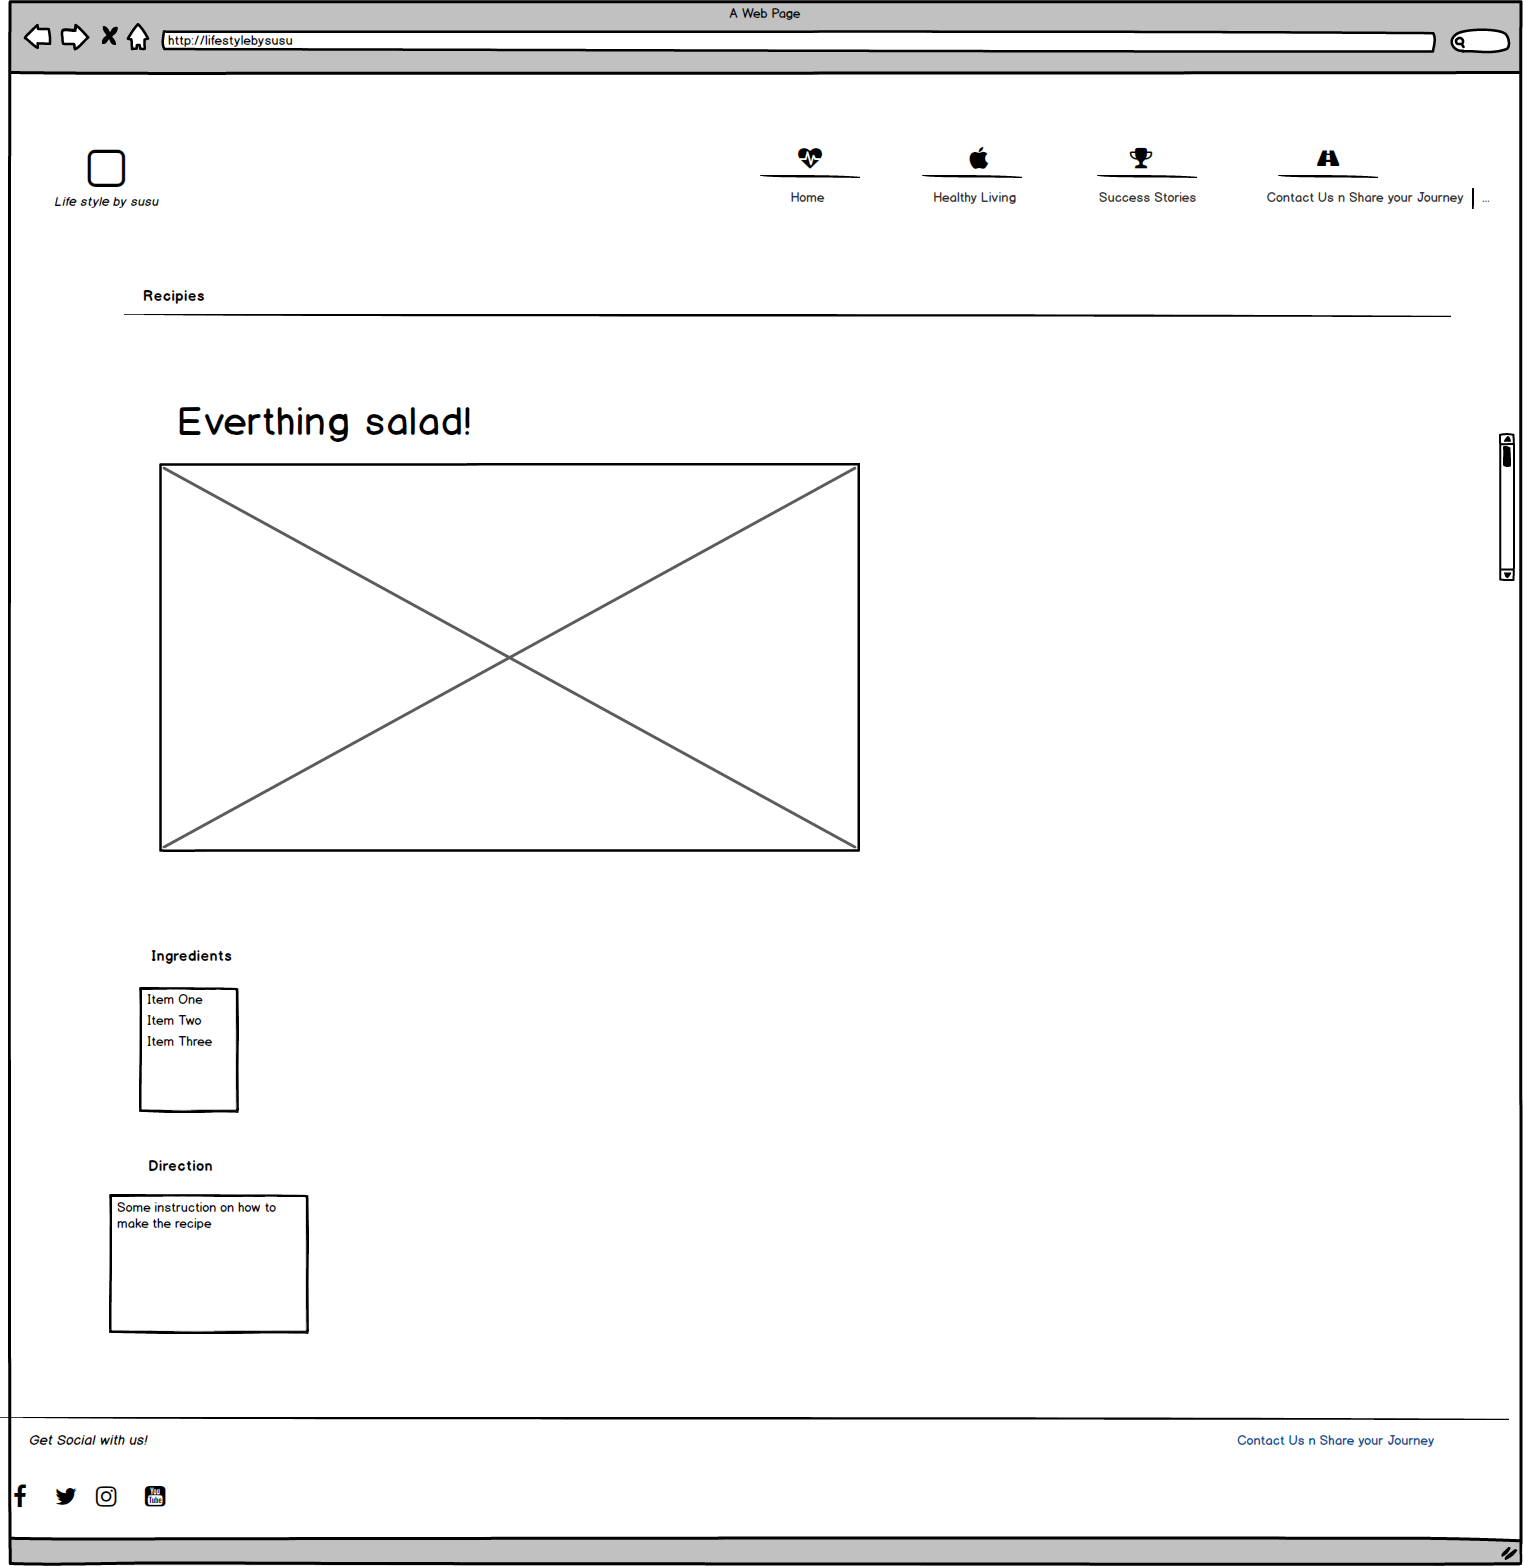 A Web Page
http://lifestylebysusu
Life style by susu
Home
Healthy Living
Success Stories
Contact Us n Share your Journey
...
Recipies
Everthing salad!
Ingredients
Item One
Item Two
Item Three
Direction
Some instruction on how to
make the recipe
Get Social with us!
Contact Us n Share your Journey
You
Tube